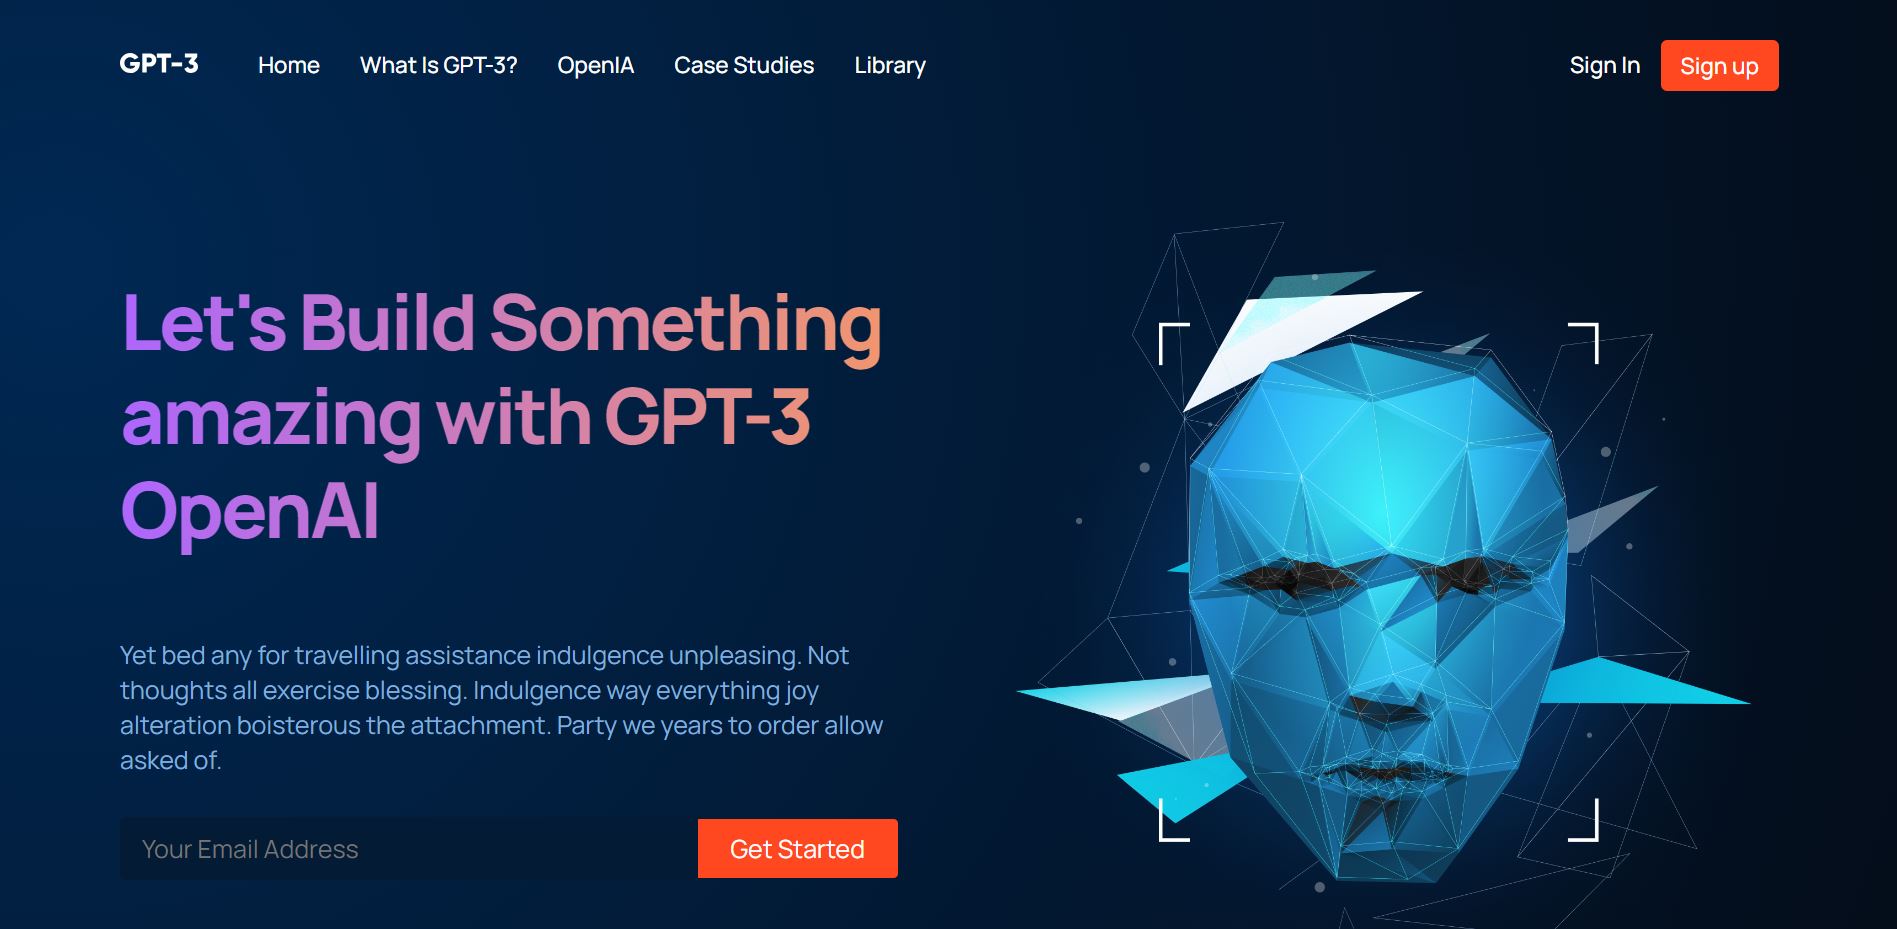 GPT-3
Home
What Is GPT-3?
OpenIA
Case Studies
Library
Sign In
Sign up
Let's Build Something
amazing with GPT-3
OpenAI
Yet bed any for travelling assistance indulgence unpleasing. Not
thoughts all exercise blessing. Indulgence way everything joy
alteration boisterous the attachment. Party we years to order allow
asked of.
Your Email Address
Get Started